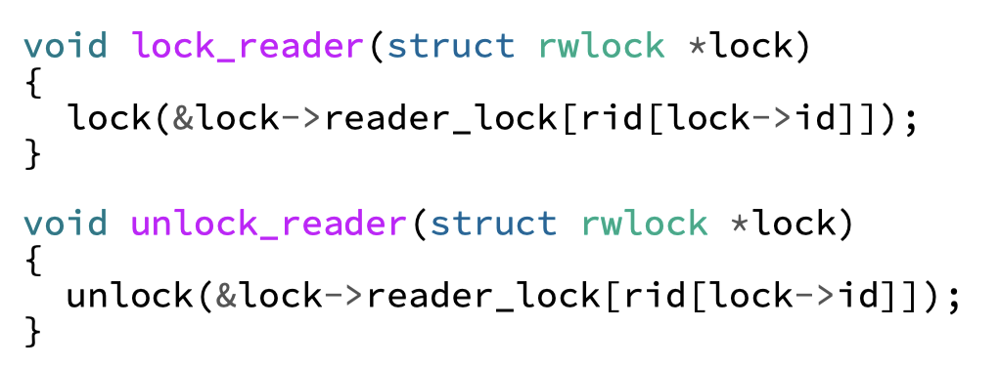 void lock_reader(struct rwlock *lock)
{
  lock(&lock->reader_lock[rid[lock->id]]);
}

void unlock_reader(struct rwlock *lock)
{
  unlock(&lock->reader_lock[rid[lock->id]]);
}